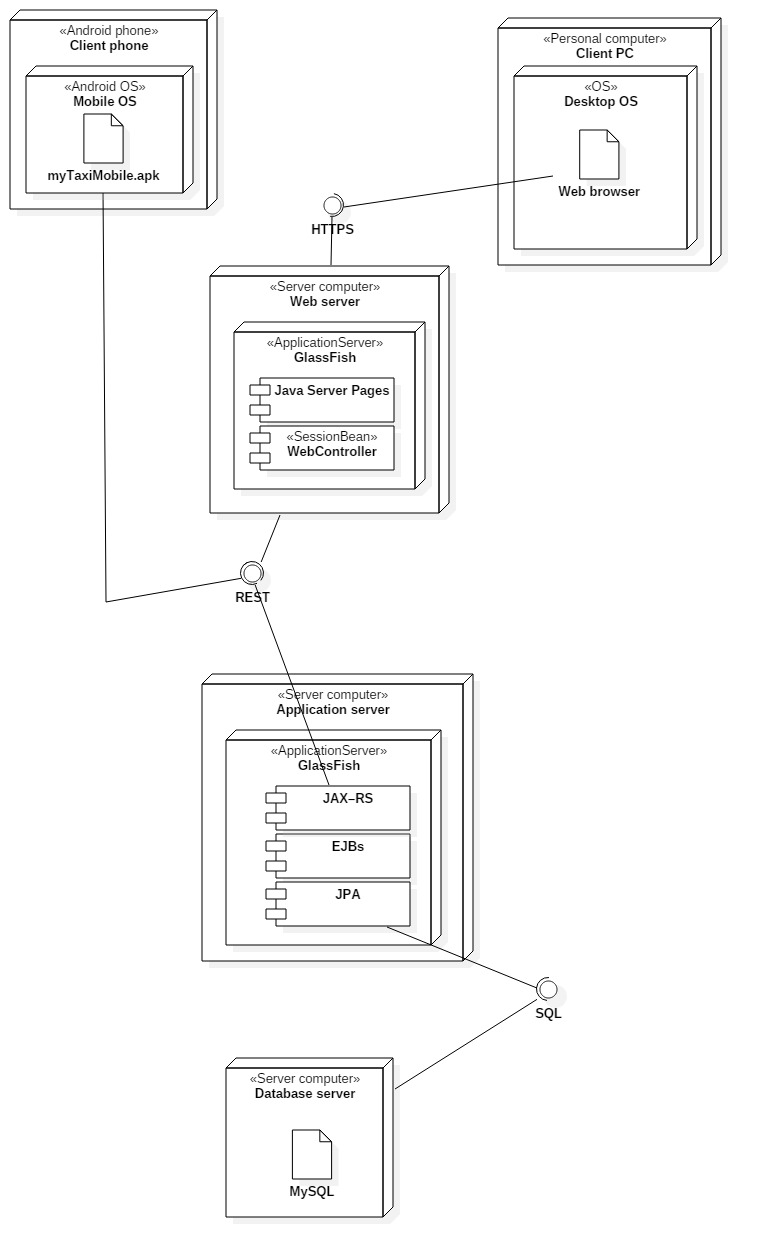 «Android phone»
Client phone
«Android OS»
Mobile OS
myTaxiMobile.apk
«Personal computer»
Client PC
«OS»
Desktop OS
Web browser
HTTPS
«Server computer»
Web server
«ApplicationServer»
GlassFish
Java Server Pages
«SessionBean»
WebController
REST
«Server computer»
Application server
«ApplicationServer»
GlassFish
JAX–RS
EJBs
JPA
SQL
«Server computer»
Database server
MySQL